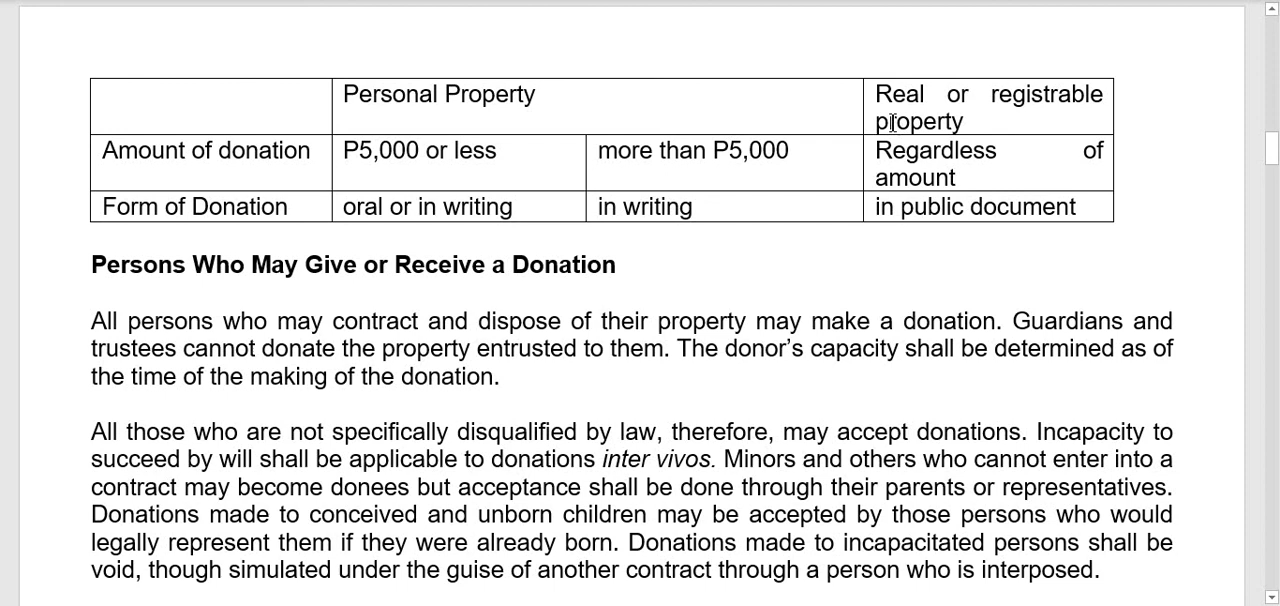 Personal Property
Real or registrable
property
Amount of donation P5,000 or less more than P5,000 Regardless of
amount
Form of Donation oral or in writing in writing in public document
Persons Who May Give or Receive a Donation
All persons who may contract and dispose of their property may make a donation. Guardians and
trustees cannot donate the property entrusted to them. The donor’s capacity shall be determined as of
the time of the making of the donation.
All those who are not specifically disqualified by law, therefore, may accept donations. Incapacity to
succeed by will shall be applicable to donations inter vivos. Minors and others who cannot enter into a
contract may become donees but acceptance shall be done through their parents or representatives.
Donations made to conceived and unborn children may be accepted by those persons who would
legally represent them if they were already born. Donations made to incapacitated persons shall be
void, though simulated under the guise of another contract through a person who is interposed.